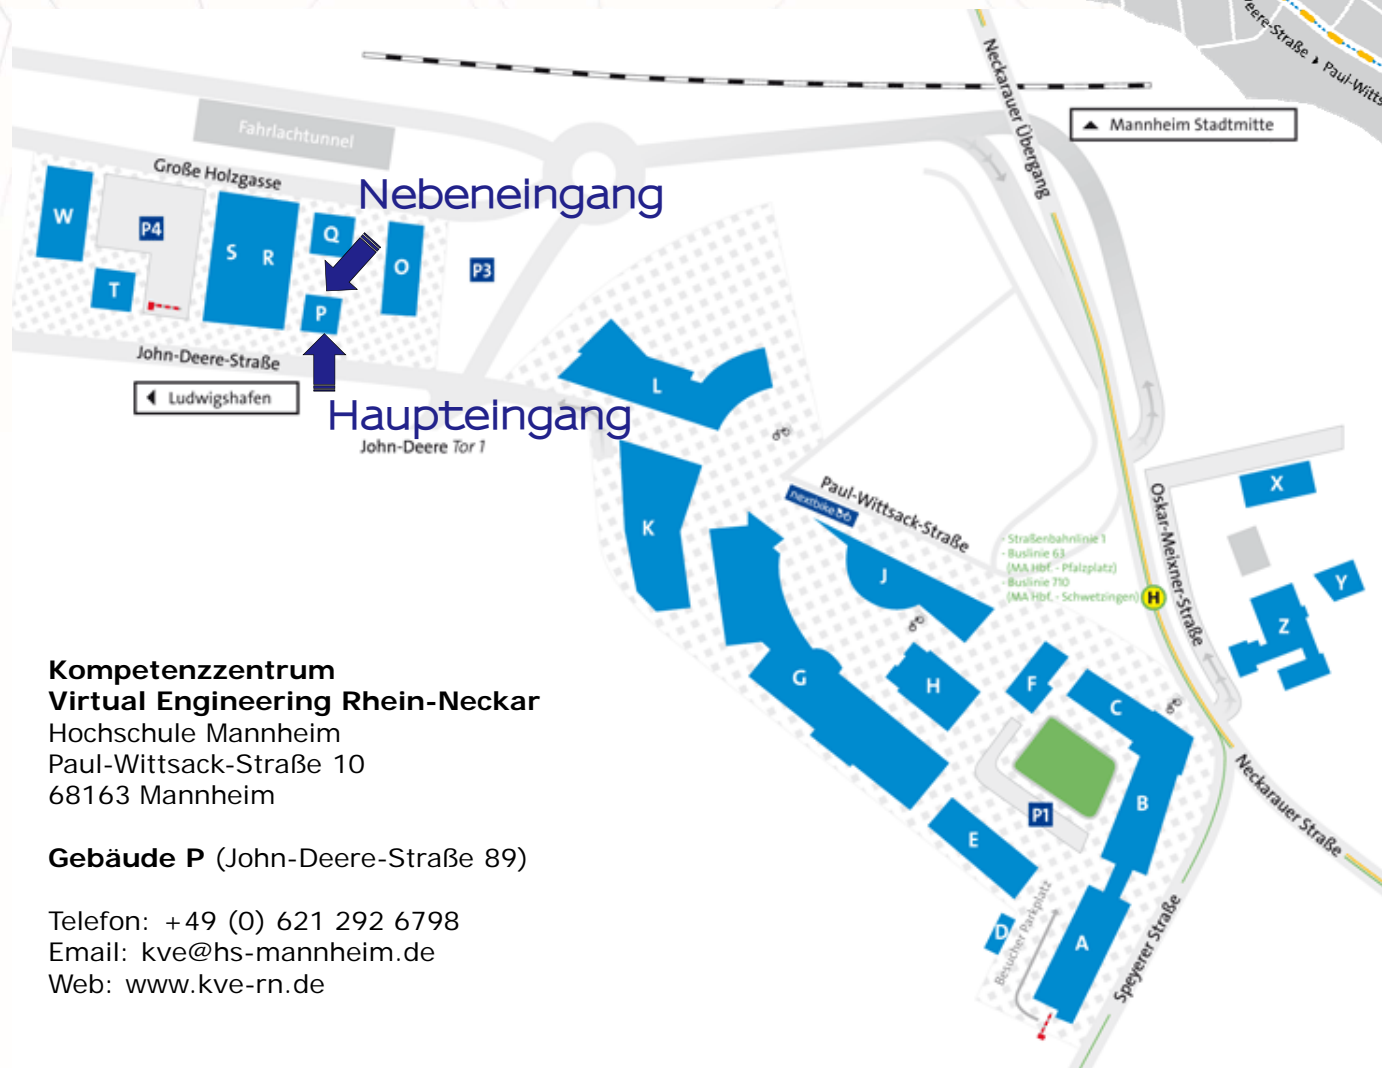 eere-Straße › Paul-Witts
Neckarauer Übergang
Mannheim Stadtmitte
Fahrlachtunnel
Große Holzgasse
Nebeneingang
W
P4
S R
Q
O
P3
T
P
John-Deere-Straße
Ludwigshafen
Haupteingang
John-Deere Tor 1
L
K
Paul-Wittsack-Straße
nextbike
J
- Straßenbahnlinie 1
- Buslinie 63
(MA Hbf. - Pfalzplatz)
- Buslinie 710
(MA Hbf. - Schwetzingen)
H
Oskar-Meixner-Straße
X
Y
Z
G
H
F
C
B
P1
E
D
A
Besucher Parkplatz
Speyerer Straße
Neckarauer Straße
Kompetenzzentrum
Virtual Engineering Rhein-Neckar
Hochschule Mannheim
Paul-Wittsack-Straße 10
68163 Mannheim
Gebäude P (John-Deere-Straße 89)
Telefon: +49 (0) 621 292 6798
Email: kve@hs-mannheim.de
Web: www.kve-rn.de